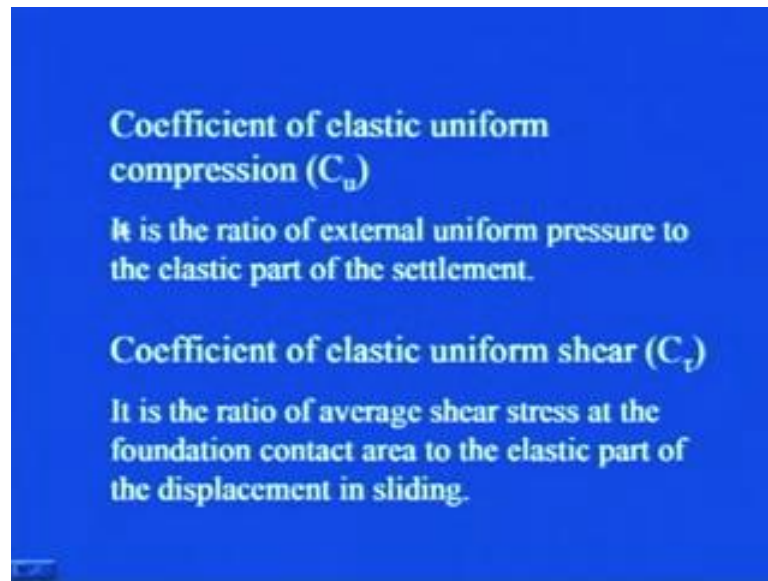 Coefficient of elastic uniform
compression (Cᵤ)
It is the ratio of external uniform pressure to
the elastic part of the settlement.
Coefficient of elastic uniform shear (C_τ)
It is the ratio of average shear stress at the
foundation contact area to the elastic part of
the displacement in sliding.